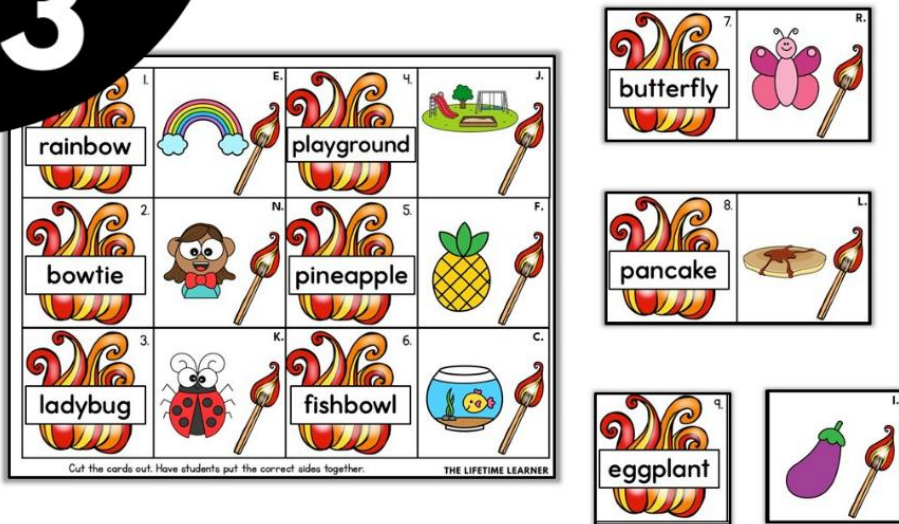 3
1.
rainbow
E.
4.
playground
J.
2.
bowtie
N.
5.
pineapple
F.
3.
ladybug
K.
6.
fishbowl
C.
Cut the cards out. Have students put the correct sides together.
THE LIFETIME LEARNER
7.
butterfly
R.
8.
pancake
L.
9.
eggplant
I.